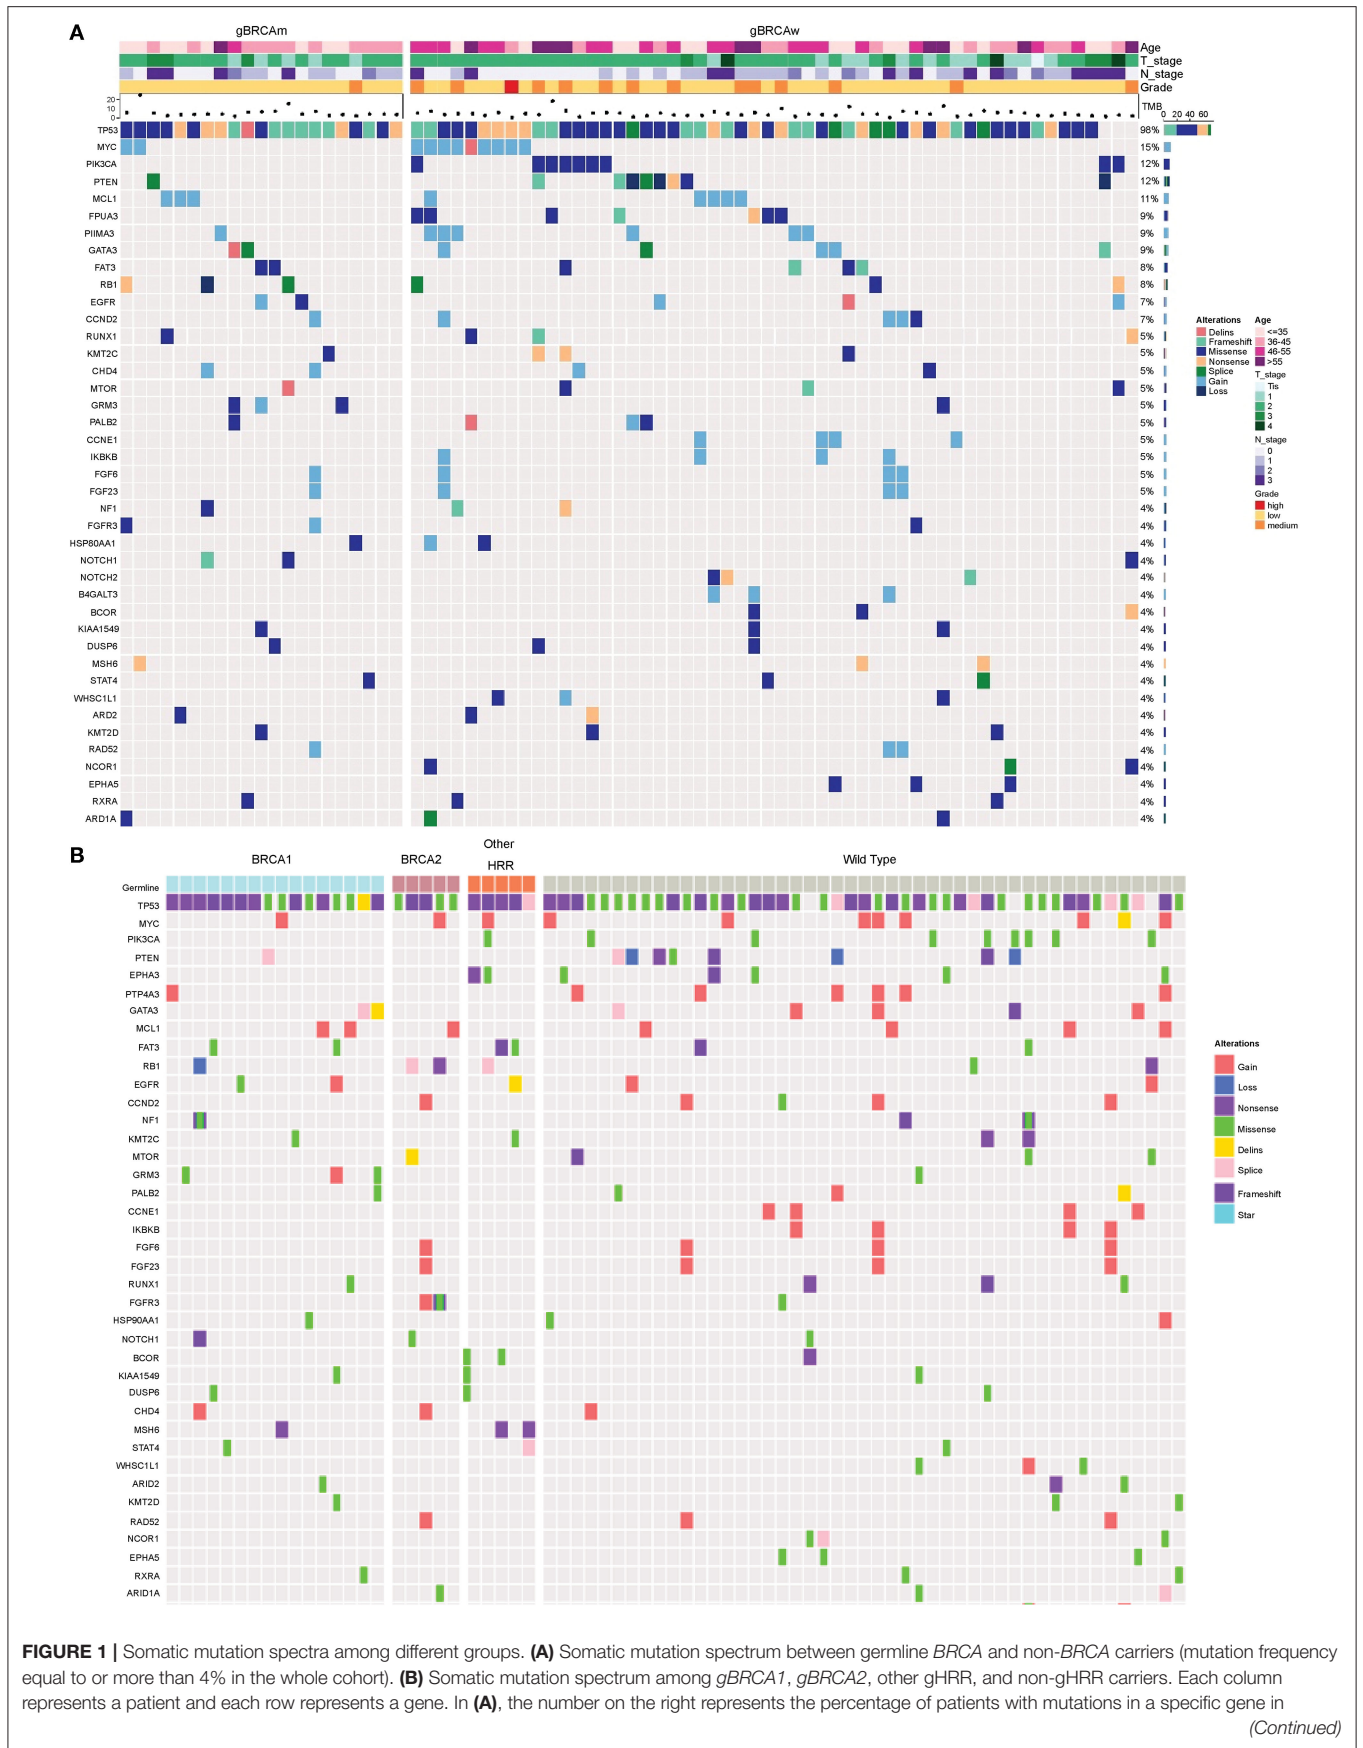 A
gBRCAm gBRCAw
Age
T_stage
N_stage
Grade
20
10
0
TMB
0 20 40 60
TP53 98%
MYC 15%
PIK3CA 12%
PTEN 12%
MCL1 11%
FPUA3 9%
PIIMA3 9%
GATA3 9%
FAT3 8%
RB1 8%
EGFR 7%
CCND2 7%
RUNX1 5%
KMT2C 5%
CHD4 5%
MTOR 5%
GRM3 5%
PALB2 5%
CCNE1 5%
IKBKB 5%
FGF6 5%
FGF23 5%
NF1 4%
FGFR3 4%
HSP80AA1 4%
NOTCH1 4%
NOTCH2 4%
B4GALT3 4%
BCOR 4%
KIAA1549 4%
DUSP6 4%
MSH6 4%
STAT4 4%
WHSC1L1 4%
ARD2 4%
KMT2D 4%
RAD52 4%
NCOR1 4%
EPHA5 4%
RXRA 4%
ARD1A 4%
Alterations
Delins
Frameshift
Missense
Nonsense
Splice
Gain
Loss
Age
<=35
36-45
46-55
>55
T_stage
Tis
1
2
3
4
N_stage
0
1
2
3
Grade
high
low
medium
B
BRCA1 BRCA2 Other HRR Wild Type
Germline
TP53
MYC
PIK3CA
PTEN
EPHA3
PTP4A3
GATA3
MCL1
FAT3
RB1
EGFR
CCND2
NF1
KMT2C
MTOR
GRM3
PALB2
CCNE1
IKBKB
FGF6
FGF23
RUNX1
FGFR3
HSP90AA1
NOTCH1
BCOR
KIAA1549
DUSP6
CHD4
MSH6
STAT4
WHSC1L1
ARID2
KMT2D
RAD52
NCOR1
EPHA5
RXRA
ARID1A
Alterations
Gain
Loss
Nonsense
Missense
Delins
Splice
Frameshift
Star
FIGURE 1 | Somatic mutation spectra among different groups. (A) Somatic mutation spectrum between germline BRCA and non-BRCA carriers (mutation frequency
equal to or more than 4% in the whole cohort). (B) Somatic mutation spectrum among gBRCA1, gBRCA2, other gHRR, and non-gHRR carriers. Each column
represents a patient and each row represents a gene. In (A), the number on the right represents the percentage of patients with mutations in a specific gene in
(Continued)